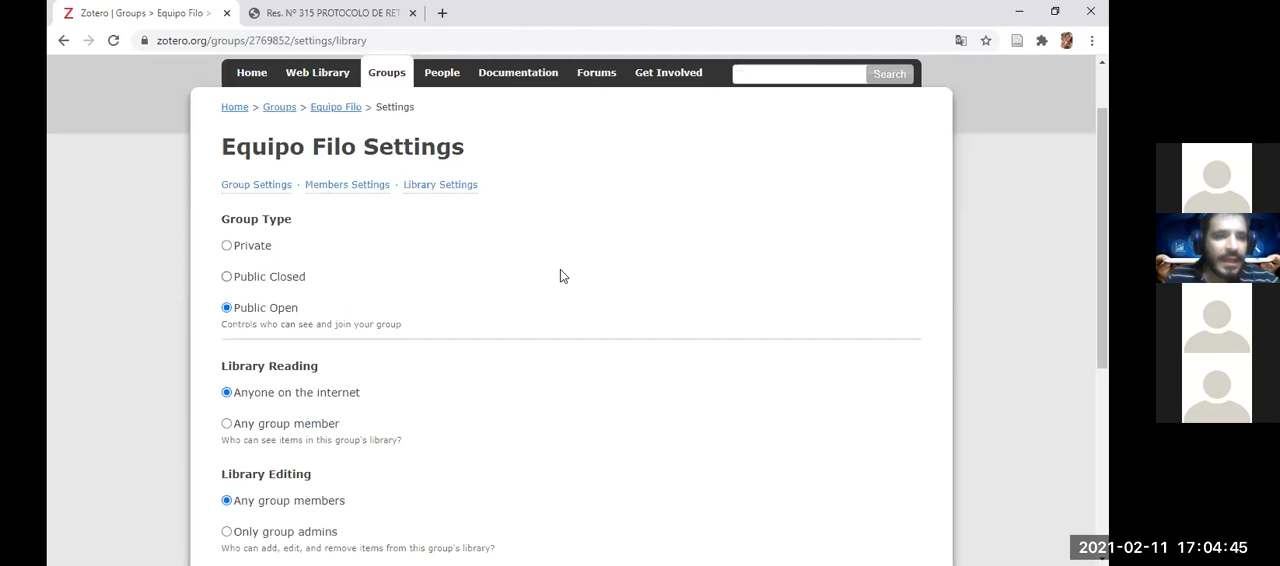 Zotero | Groups > Equipo Filo >
Res. Nº 315 PROTOCOLO DE RET
zotero.org/groups/2769852/settings/library
Home
Web Library
Groups
People
Documentation
Forums
Get Involved
Search
Home > Groups > Equipo Filo > Settings
Equipo Filo Settings
Group Settings · Members Settings · Library Settings
Group Type
Private
Public Closed
Public Open
Controls who can see and join your group
Library Reading
Anyone on the internet
Any group member
Who can see items in this group's library?
Library Editing
Any group members
Only group admins
Who can add, edit, and remove items from this group's library?
2021-02-11 17:04:45